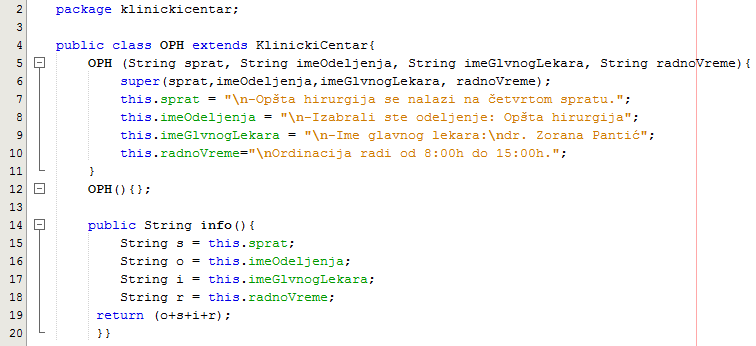 2 package klinickicentar;
3
4 public class OPH extends KlinickiCentar{
5 OPH (String sprat, String imeOdeljenja, String imeGlvnogLekara, String radnoVreme){
6 super(sprat,imeOdeljenja,imeGlvnogLekara, radnoVreme);
7 this.sprat = "\n-Opšta hirurgija se nalazi na četvrtom spratu.";
8 this.imeOdeljenja = "\n-Izabrali ste odeljenje: Opšta hirurgija";
9 this.imeGlvnogLekara = "\n-Ime glavnog lekara:\ndr. Zorana Pantić";
10 this.radnoVreme="\nOrdinacija radi od 8:00h do 15:00h.";
11 }
12 OPH(){};
13
14 public String info(){
15 String s = this.sprat;
16 String o = this.imeOdeljenja;
17 String i = this.imeGlvnogLekara;
18 String r = this.radnoVreme;
19 return (o+s+i+r);
20 }}